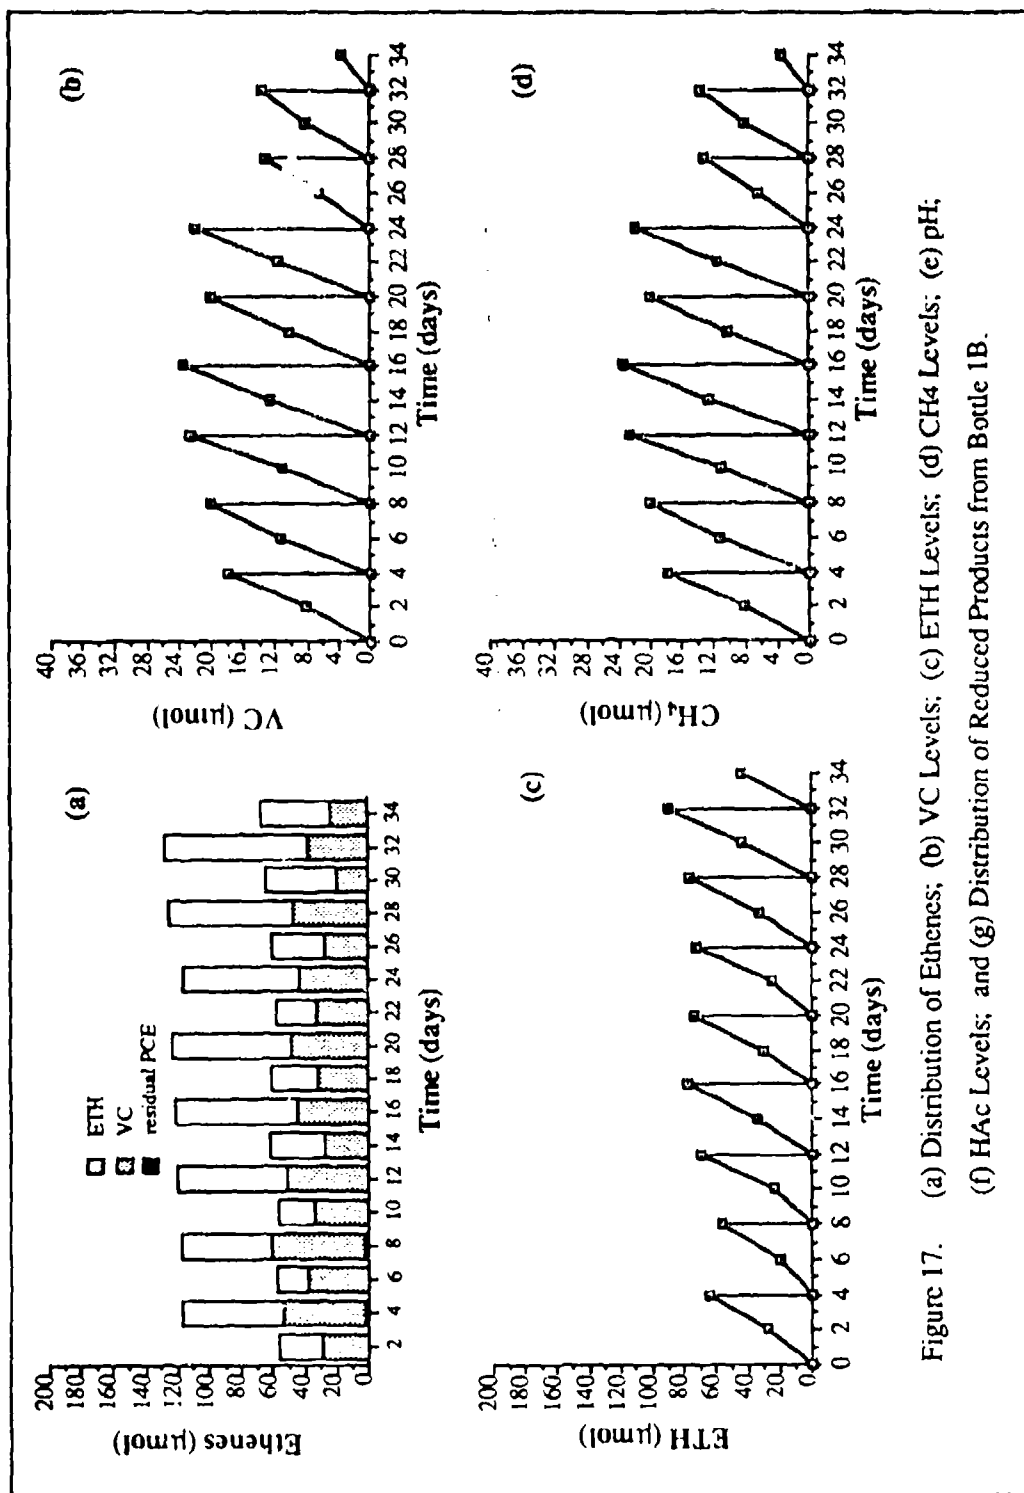 (a)
200
180
160
140
120
100
80
60
40
20
0
Ethenes (µmol)
ETH
VC
residual PCE
2 4 6 8 10 12 14 16 18 20 22 24 26 28 30 32 34
Time (days)
(b)
40
36
32
28
24
20
16
12
8
4
0
VC (µmol)
0 2 4 6 8 10 12 14 16 18 20 22 24 26 28 30 32 34
Time (days)
(c)
200
180
160
140
120
100
80
60
40
20
0
ETH (µmol)
0 2 4 6 8 10 12 14 16 18 20 22 24 26 28 30 32 34
Time (days)
(d)
40
36
32
28
24
20
16
12
8
4
0
CH₄ (µmol)
0 2 4 6 8 10 12 14 16 18 20 22 24 26 28 30 32 34
Time (days)
Figure 17. (a) Distribution of Ethenes; (b) VC Levels; (c) ETH Levels; (d) CH4 Levels; (e) pH;
(f) HAc Levels; and (g) Distribution of Reduced Products from Bottle 1B.